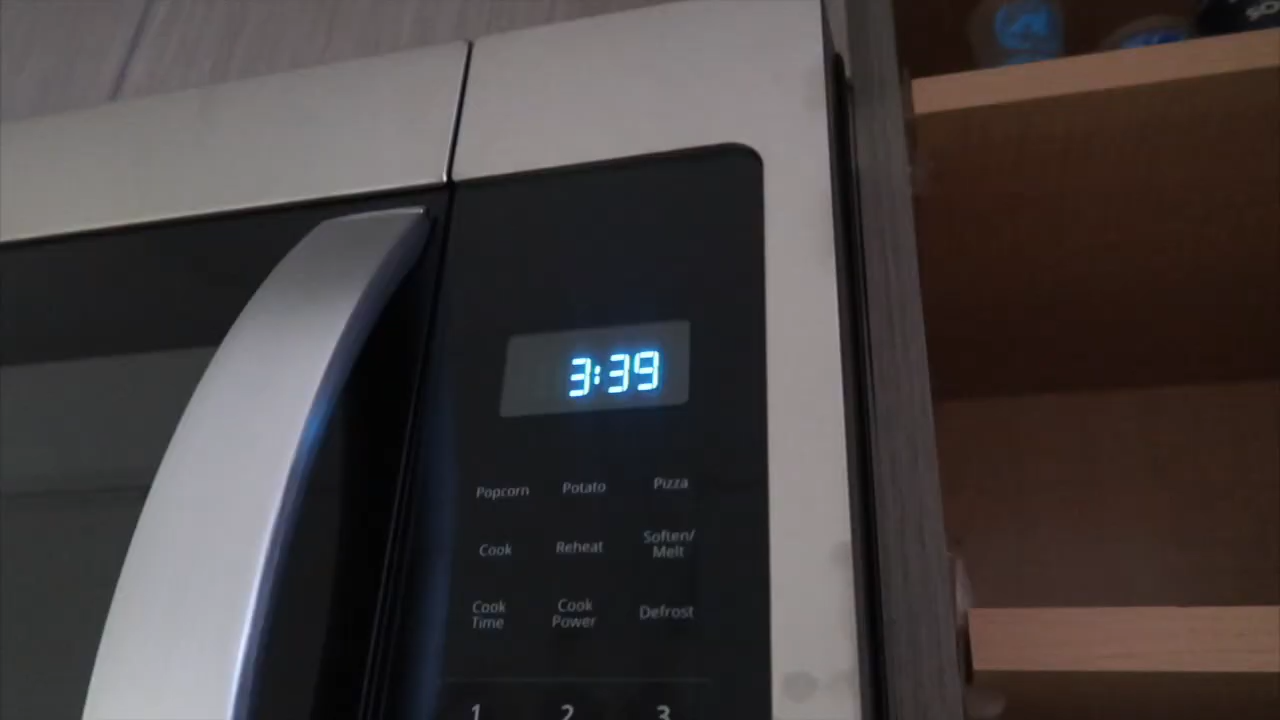 3:39
Popcorn Potato Pizza
Cook Reheat Soften/
Melt
Cook Cook Defrost
Time Power
1 2 3